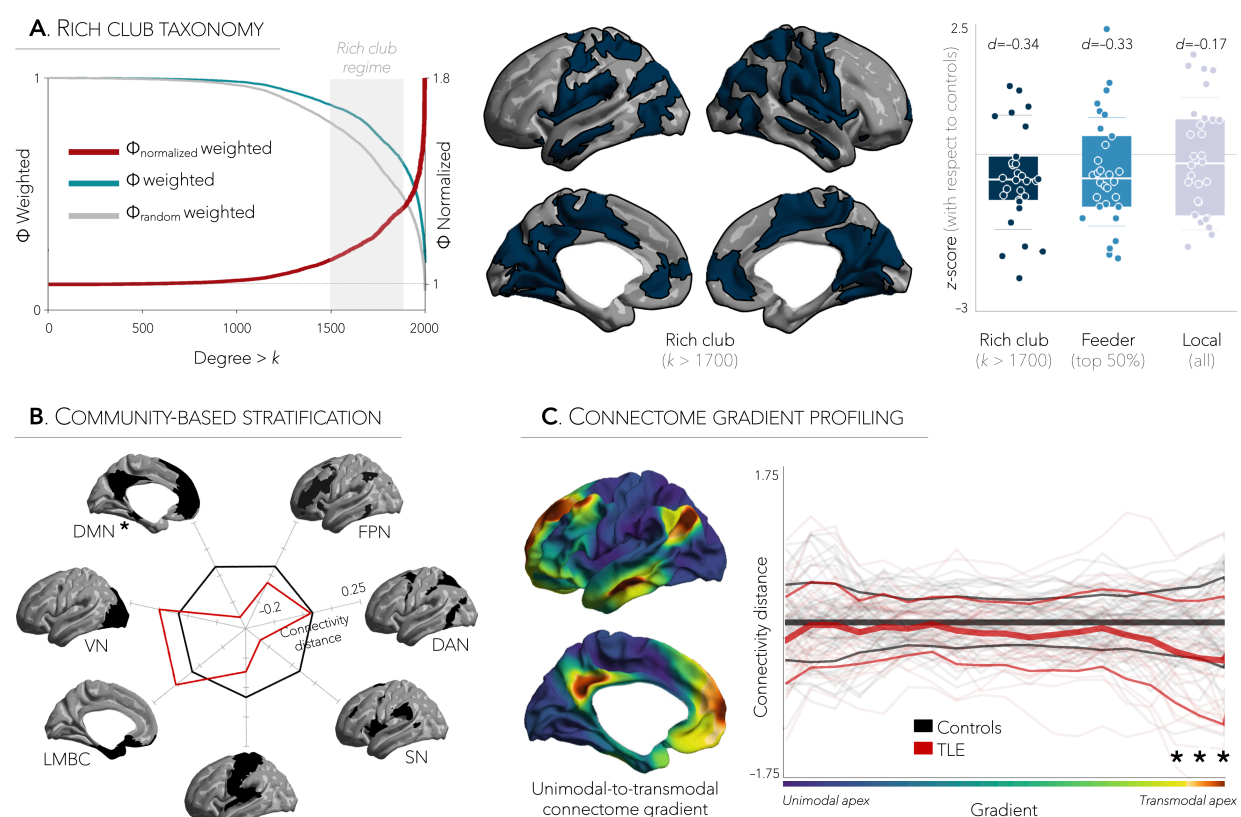 A. RICH CLUB TAXONOMY
Rich club
regime
1
1.8
Φ Weighted
Φ Normalized
Φnormalized weighted
Φ weighted
Φrandom weighted
0
1
0
500
1000
1500
2000
Degree > k
Rich club
(k > 1700)
2.5
d=–0.34
d=–0.33
d=–0.17
z-score (with respect to controls)
–3
Rich club
(k > 1700)
Feeder
(top 50%)
Local
(all)
B. COMMUNITY-BASED STRATIFICATION
DMN *
FPN
VN
DAN
LMBC
SN
–0.2
0.25
Connectivity
distance
C. CONNECTOME GRADIENT PROFILING
Unimodal-to-transmodal
connectome gradient
1.75
Connectivity distance
–1.75
Controls
TLE
* * *
Unimodal apex
Gradient
Transmodal apex